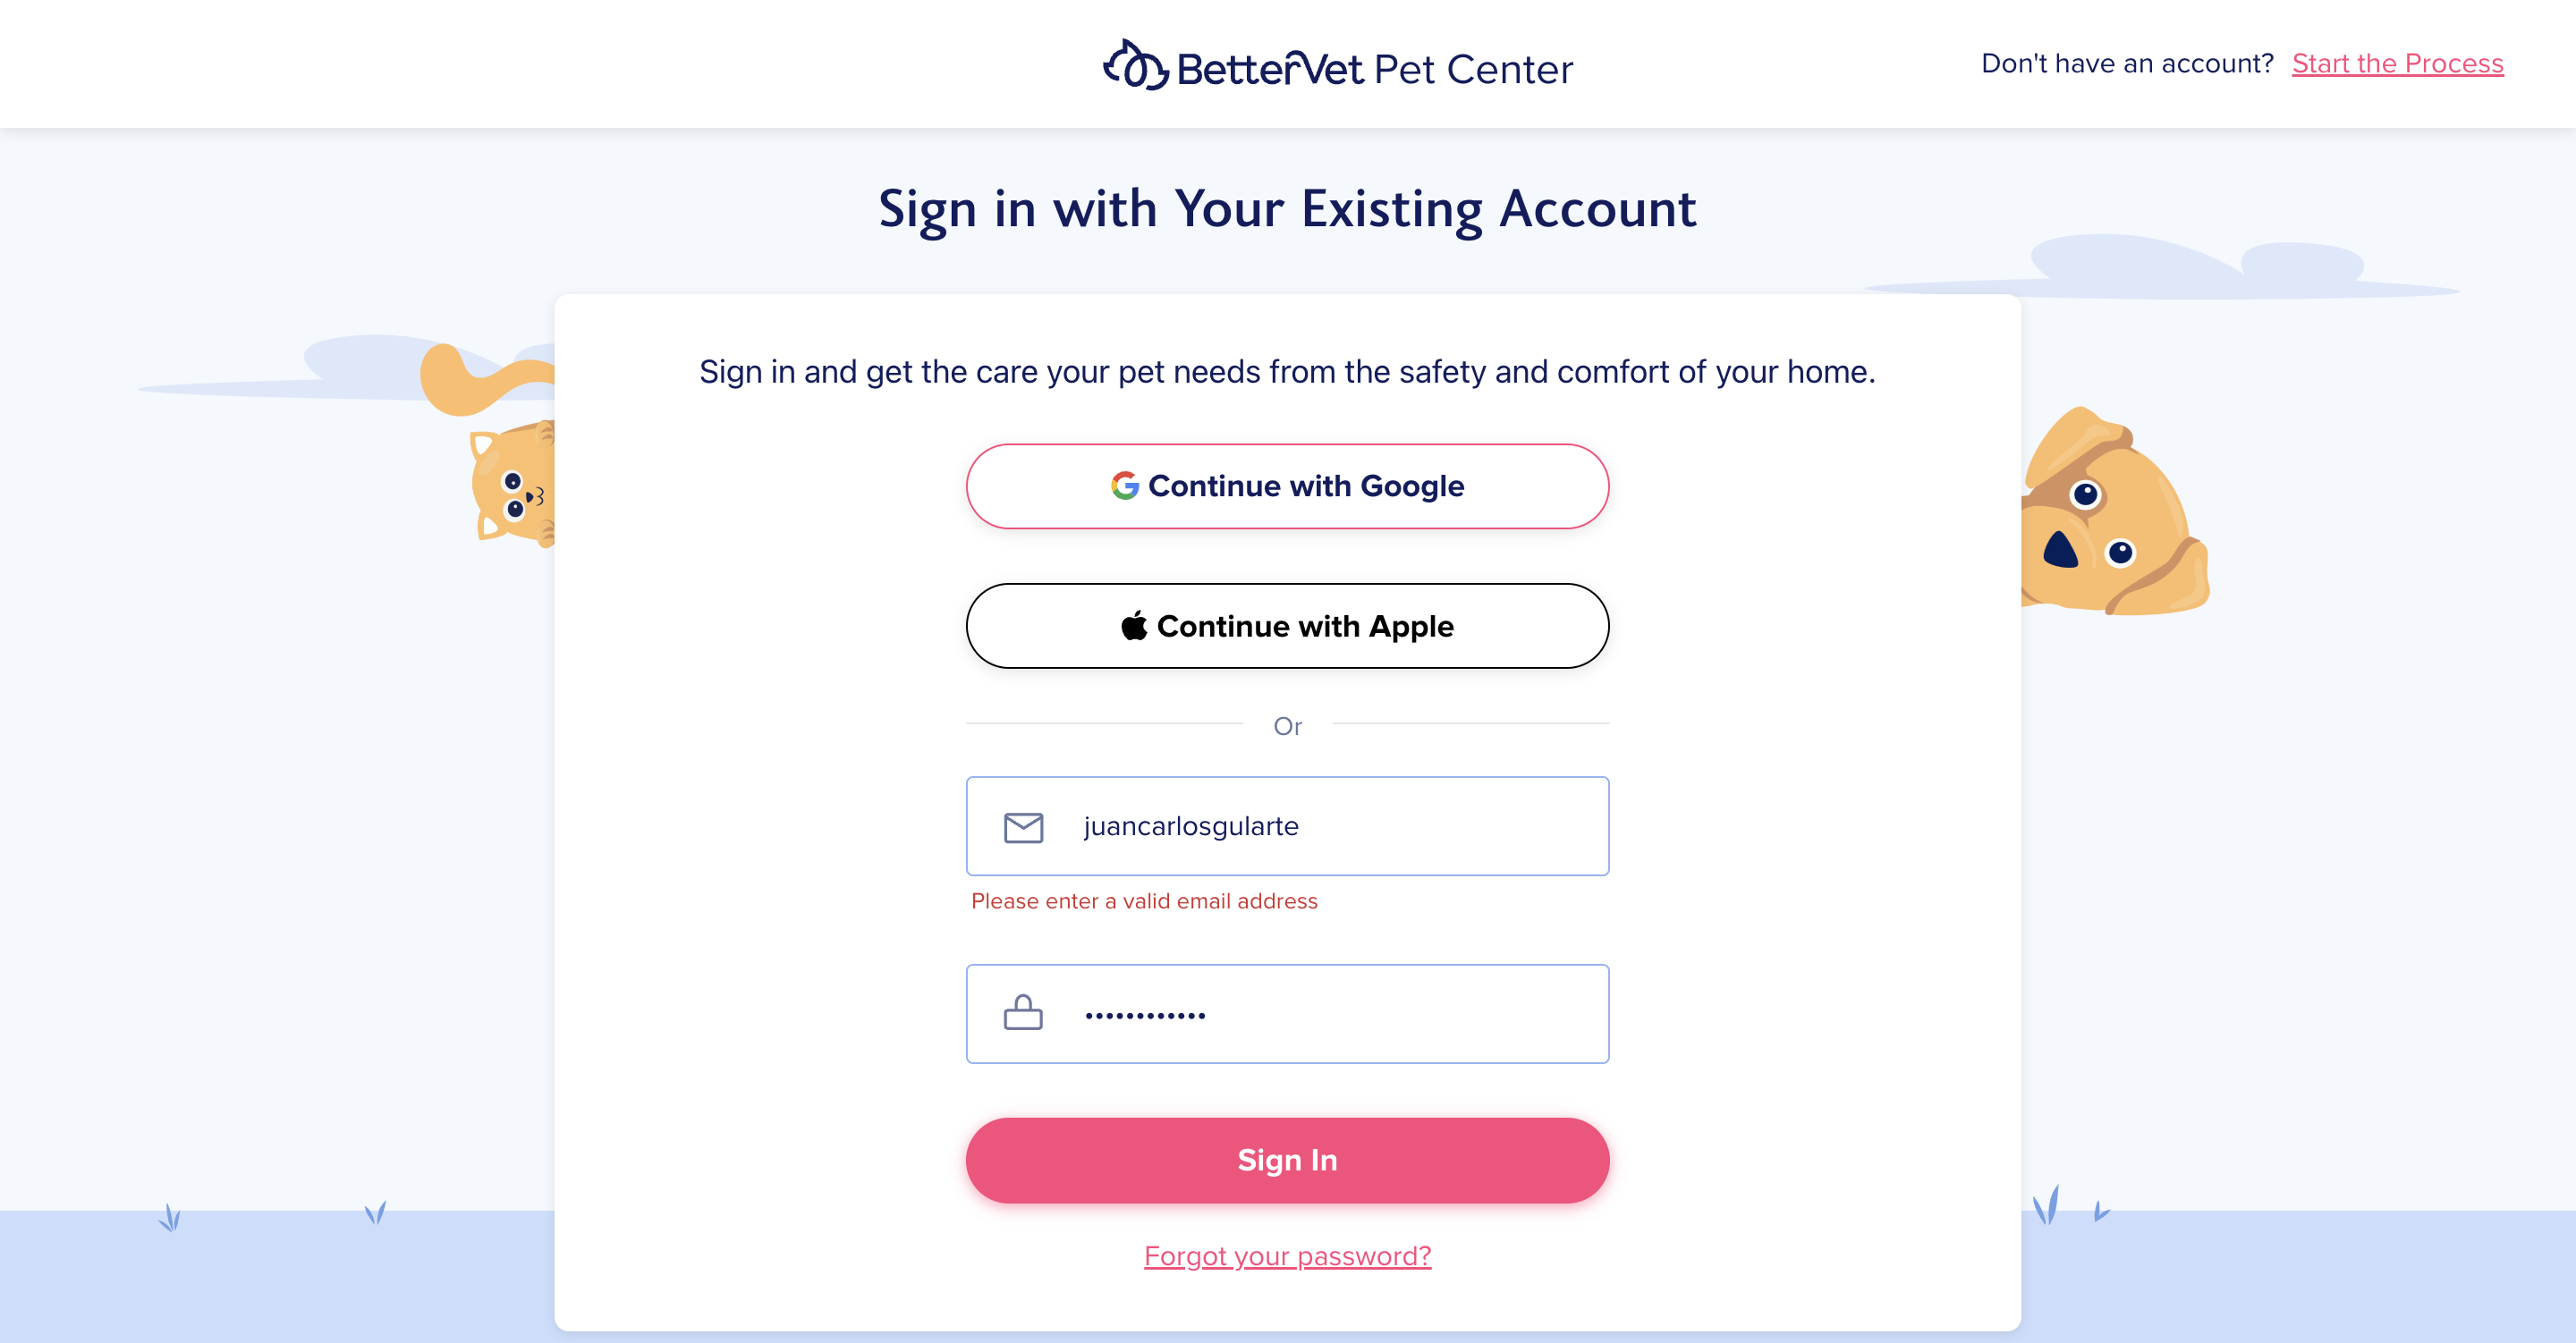 BetterVet Pet Center
Don't have an account? Start the Process
Sign in with Your Existing Account
Sign in and get the care your pet needs from the safety and comfort of your home.
Continue with Google
Continue with Apple
Or
juancarlosgularte
Please enter a valid email address
••••••••••••
Sign In
Forgot your password?